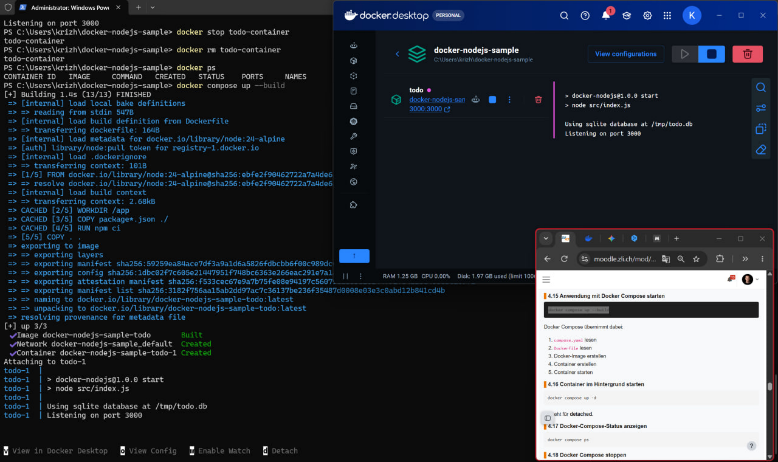 Administrator: Windows Pow
Listening on port 3000
PS C:\Users\krizh\docker-nodejs-sample> docker stop todo-container
todo-container
PS C:\Users\krizh\docker-nodejs-sample> docker rm todo-container
todo-container
PS C:\Users\krizh\docker-nodejs-sample> docker ps
CONTAINER ID IMAGE COMMAND CREATED STATUS PORTS NAMES
PS C:\Users\krizh\docker-nodejs-sample> docker compose up --build
[+] Building 1.4s (13/13) FINISHED
=> [internal] load local bake definitions
=> => reading from stdin 547B
=> [internal] load build definition from Dockerfile
=> => transferring dockerfile: 164B
=> [internal] load metadata for docker.io/library/node:24-alpine
=> [auth] library/node:pull token for registry-1.docker.io
=> [internal] load .dockerignore
=> => transferring context: 101B
=> [1/5] FROM docker.io/library/node:24-alpine@sha256:
=> => resolve docker.io/library/node:24-alpine@sha256:
=> [internal] load build context
=> => transferring context: 2.68kB
=> CACHED [2/5] WORKDIR /app
=> CACHED [3/5] COPY package*.json ./
=> CACHED [4/5] RUN npm ci
=> [5/5] COPY . .
=> exporting to image
=> => exporting layers
=> => exporting manifest
=> => exporting config
=> => exporting attestation manifest
=> => exporting manifest list
=> => naming to docker.io/library/docker-nodejs-sample-todo:latest
=> => unpacking to docker.io/library/docker-nodejs-sample-todo:latest
=> => resolving provenance for metadata file
[+] up 3/3
✔Image docker-nodejs-sample-todo Built
✔Network docker-nodejs-sample_default Created
✔Container docker-nodejs-sample-todo-1 Created
Attaching to todo-1
todo-1 |
todo-1 | > docker-nodejs@1.0.0 start
todo-1 | > node src/index.js
todo-1 |
todo-1 | Using sqlite database at /tmp/todo.db
todo-1 | Listening on port 3000
v View in Docker Desktop o View Config w Enable Watch d Detach
docker.desktop PERSONAL
1
K
docker-nodejs-sample
C:\Users\krizh\docker-nodejs-sample
View configurations
todo
docker-nodejs-san
3000:3000
> docker-nodejs@1.0.0 start
> node src/index.js
Using sqlite database at /tmp/todo.db
Listening on port 3000
RAM 1.25 GB CPU 0.00% Disk: 1.97 GB used (limit 100
moodle.zli.ch/mod/...
4.15 Anwendung mit Docker Compose starten
Docker Compose übernimmt dabei:
1. compose.yaml lesen
2. Dockerfile lesen
3. Docker-Image erstellen
4. Container erstellen
5. Container starten
4.16 Container im Hintergrund starten
docker compose up -d
eht für detached.
4.17 Docker-Compose-Status anzeigen
docker compose ps
?
4.18 Docker Compose stoppen